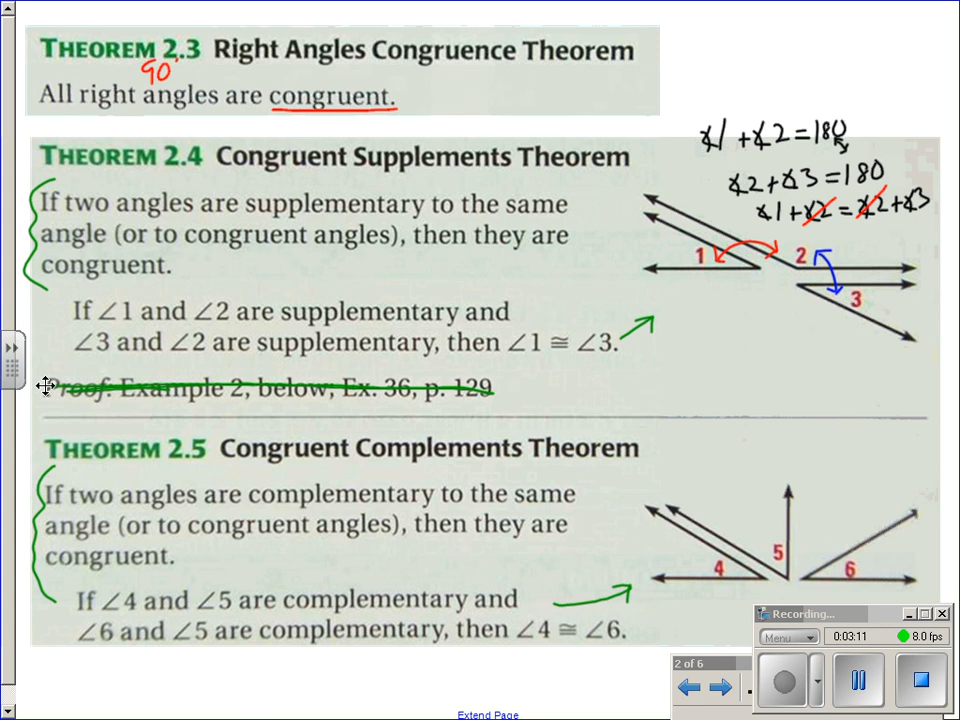 THEOREM 2.3 Right Angles Congruence Theorem
90°
All right angles are congruent.
∡1 + ∡2 = 180
THEOREM 2.4 Congruent Supplements Theorem
∡2 + ∡3 = 180
∡1 + ∡2 = ∡2 + ∡3
If two angles are supplementary to the same
angle (or to congruent angles), then they are
congruent.
1 2
3
If ∠1 and ∠2 are supplementary and
∠3 and ∠2 are supplementary, then ∠1 ≅ ∠3.
Proof: Example 2, below; Ex. 36, p. 129
THEOREM 2.5 Congruent Complements Theorem
If two angles are complementary to the same
angle (or to congruent angles), then they are
congruent.
4 5 6
If ∠4 and ∠5 are complementary and
∠6 and ∠5 are complementary, then ∠4 ≅ ∠6.
Recording...
Menu 0:03:11 8.0 fps
2 of 6
Extend Page